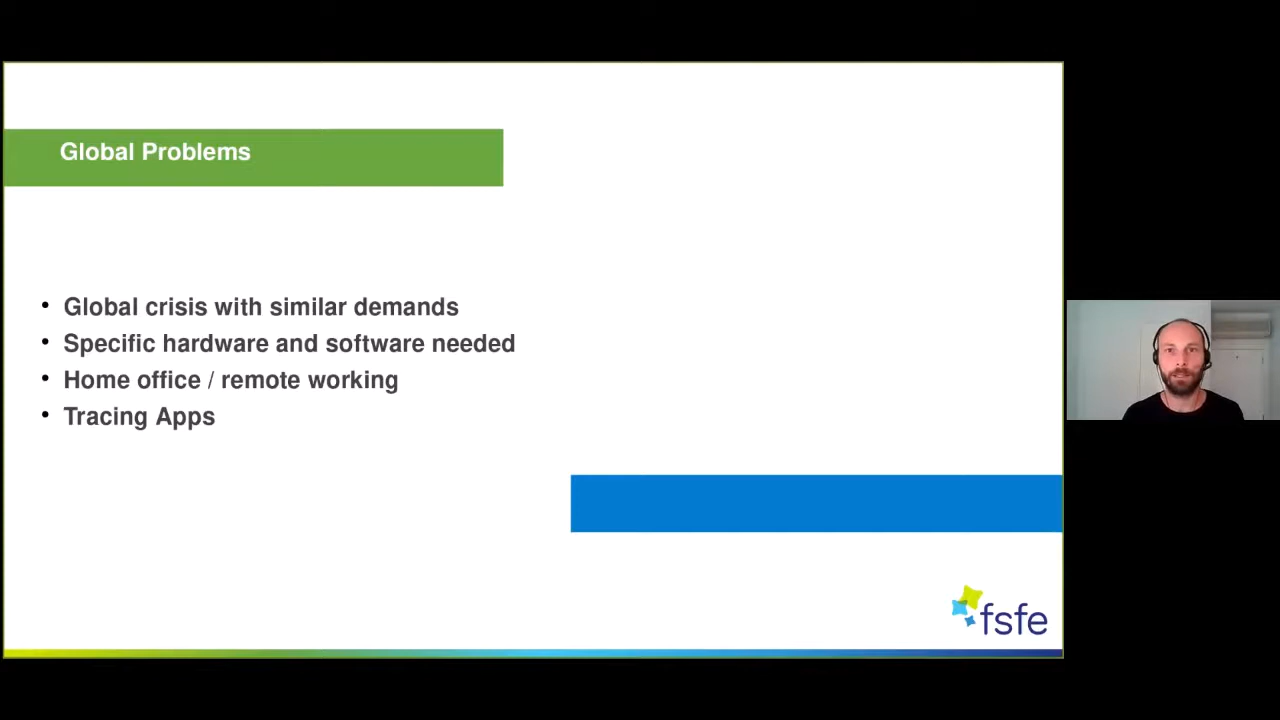 Global Problems
Global crisis with similar demands
Specific hardware and software needed
Home office / remote working
Tracing Apps
fsfe